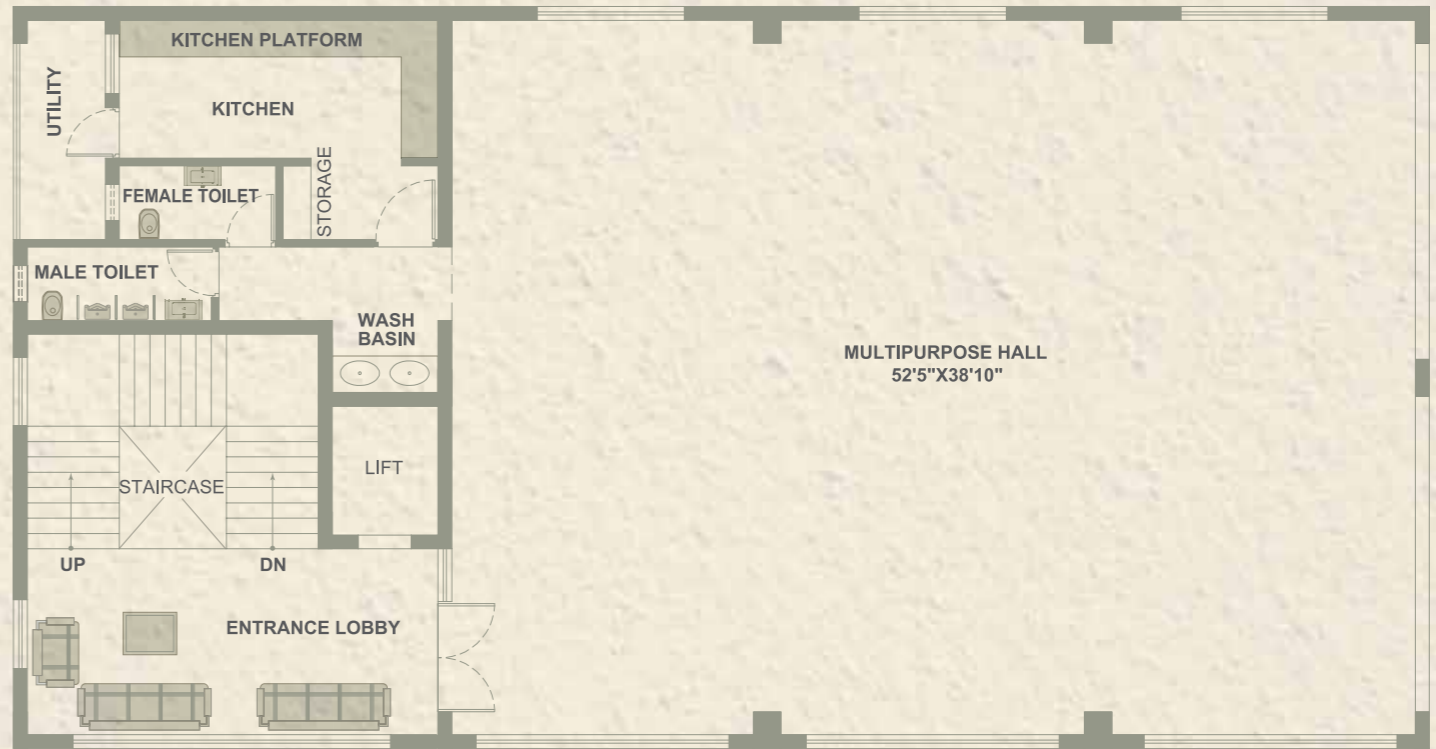 KITCHEN PLATFORM
UTILITY
KITCHEN
STORAGE
FEMALE TOILET
MALE TOILET
WASH
BASIN
MULTIPURPOSE HALL
52'5"X38'10"
LIFT
STAIRCASE
UP
DN
ENTRANCE LOBBY